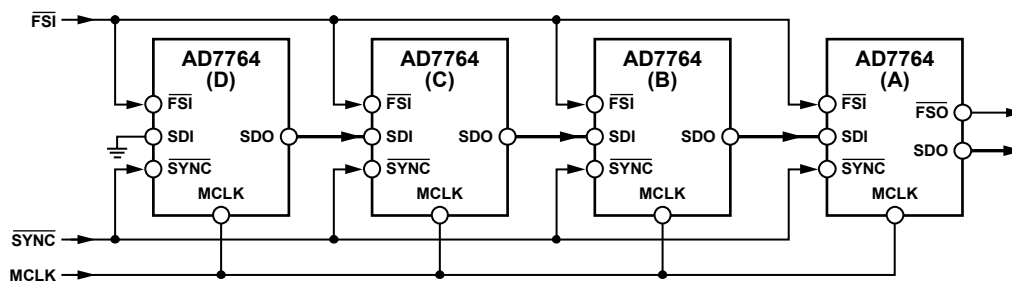 FSI
AD7764
(D)
FSI
SDI
SDO
SYNC
MCLK
AD7764
(C)
FSI
SDI
SDO
SYNC
MCLK
AD7764
(B)
FSI
SDI
SDO
SYNC
MCLK
AD7764
(A)
FSI
FSO
SDI
SDO
SYNC
MCLK
SYNC
MCLK